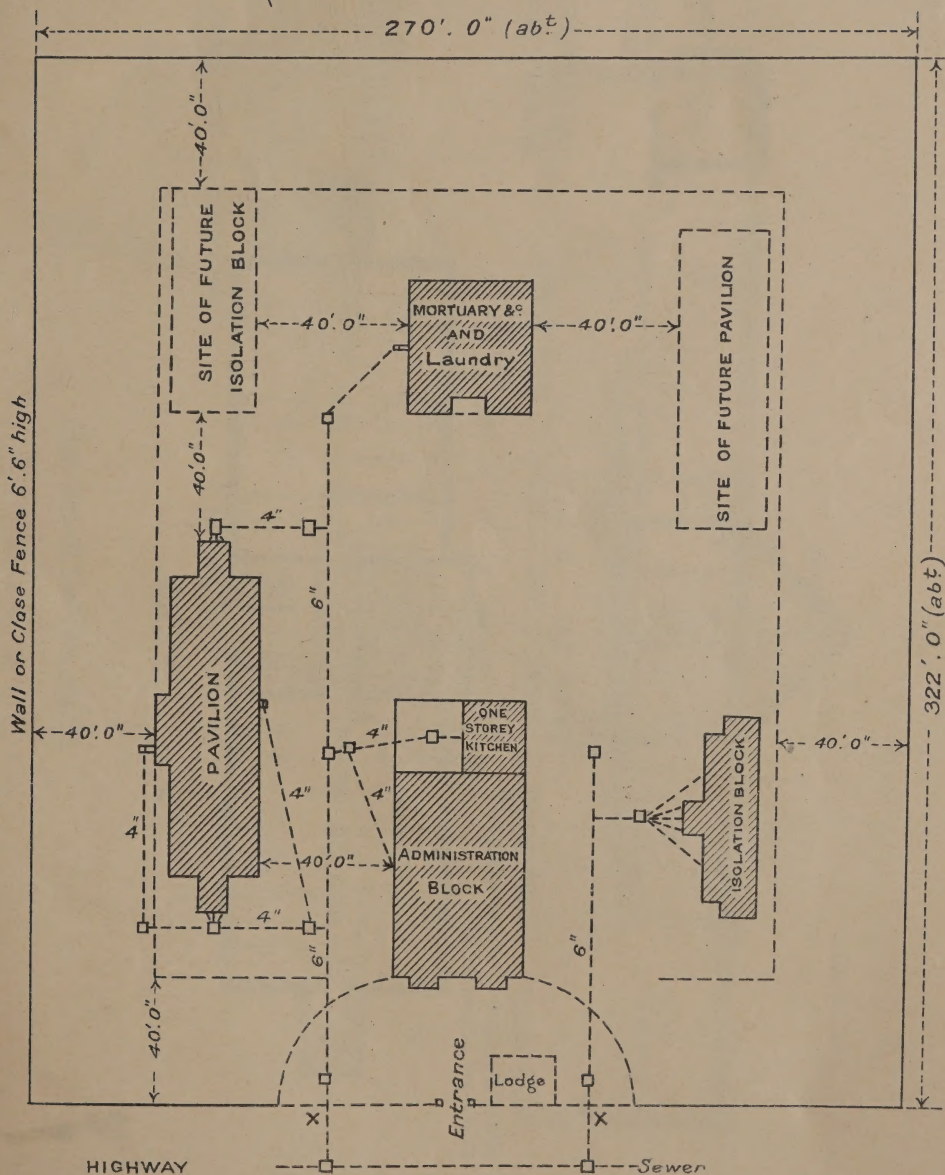 270'. 0" (abt)
40'.0"
SITE OF FUTURE
ISOLATION BLOCK
40'.0"
MORTUARY &c
AND
Laundry
40'.0"
SITE OF FUTURE PAVILION
Wall or Close Fence 6'.6" high
40'.0"
4"
6"
322'. 0" (abt)
PAVILION
40'.0"
4"
4"
40'.0"
4"
6"
40'.0"
4"
ONE
STOREY
KITCHEN
4"
ADMINISTRATION
BLOCK
ISOLATION BLOCK
40'.0"
6"
Entrance
Lodge
X
X
HIGHWAY
Sewer